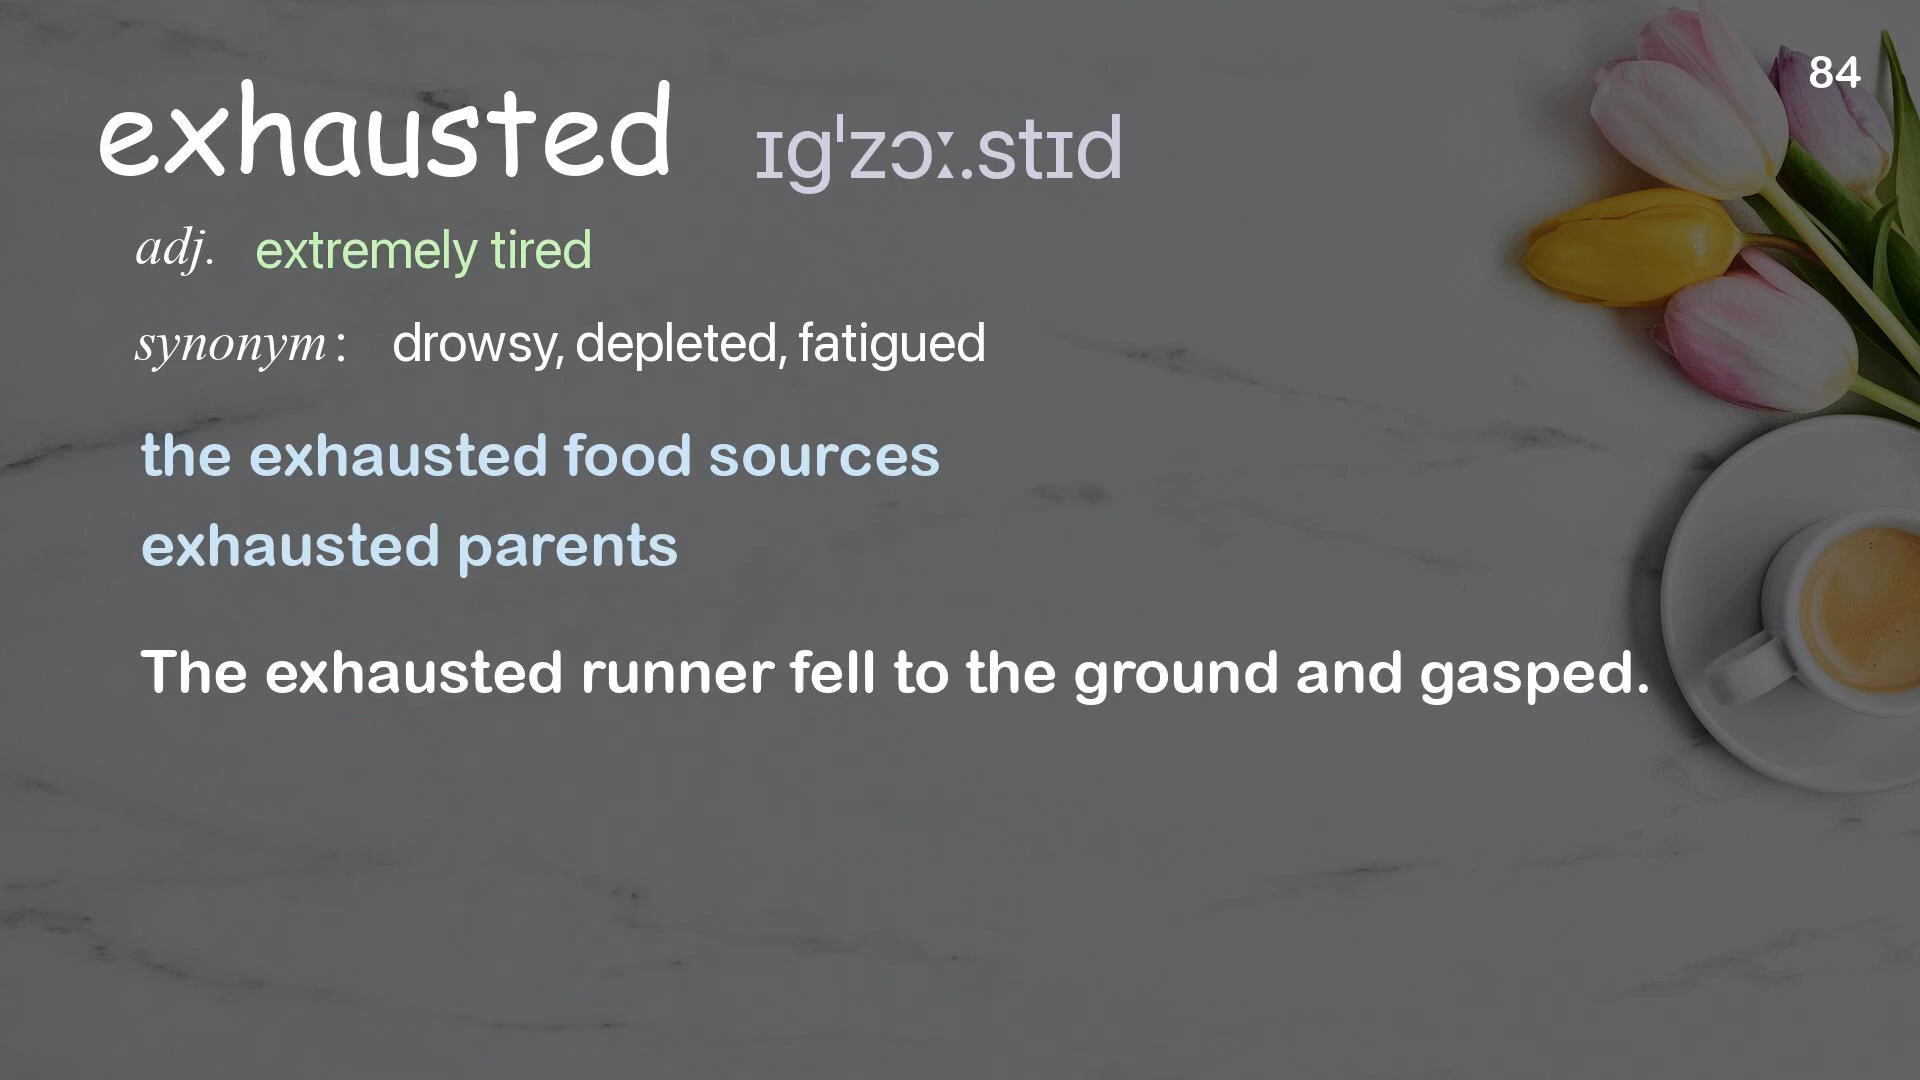 84
exhausted ɪgˈzɔː.stɪd
adj. extremely tired
synonym : drowsy, depleted, fatigued
the exhausted food sources
exhausted parents
The exhausted runner fell to the ground and gasped.